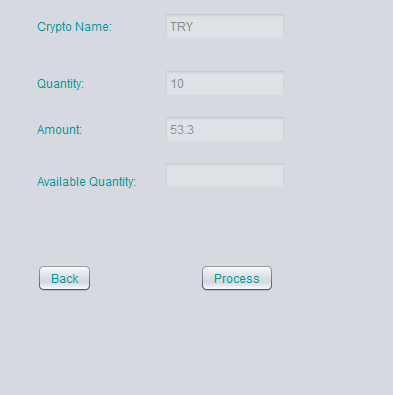 Crypto Name: TRY
Quantity: 10
Amount: 53.3
Available Quantity:
Back Process